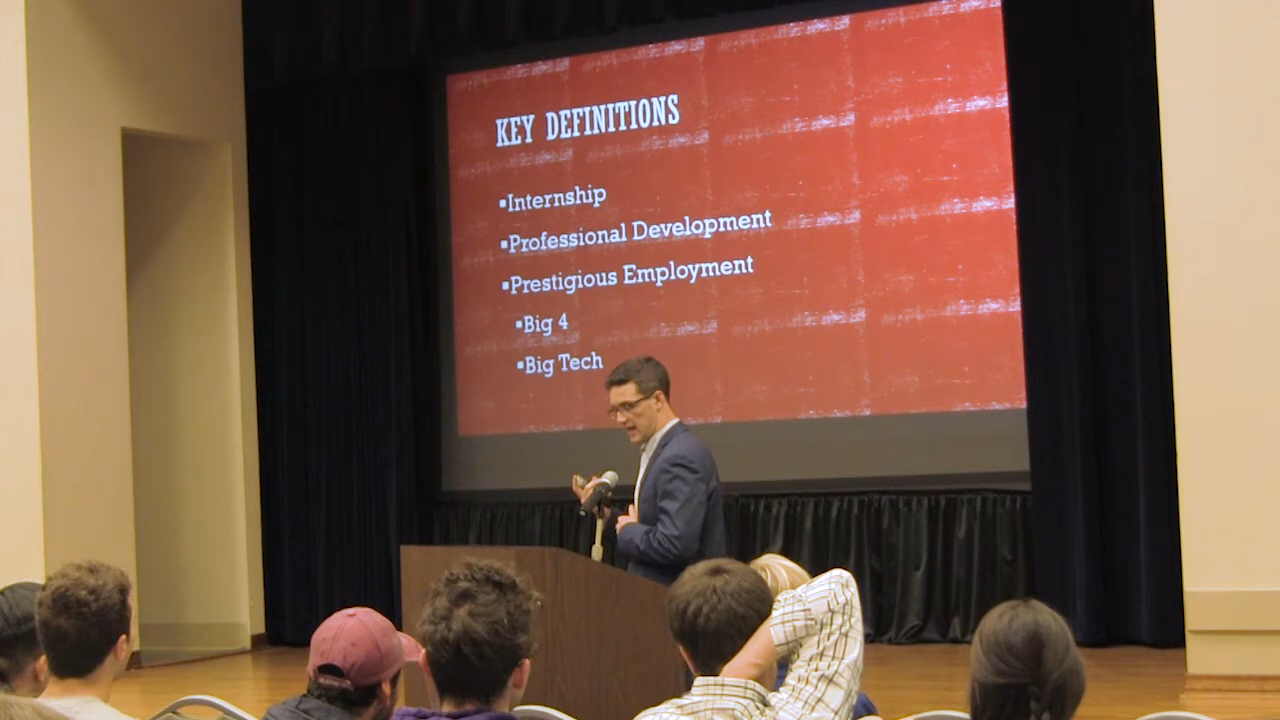 KEY DEFINITIONS
▪Internship
▪Professional Development
▪Prestigious Employment
▪Big 4
▪Big Tech